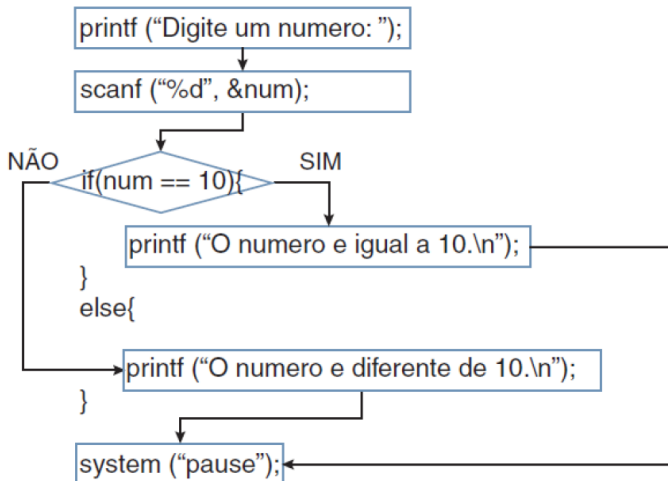 printf (“Digite um numero: ”);
scanf (“%d”, &num);
NÃO
SIM
if(num == 10){
printf (“O numero e igual a 10.\n”);
}
else{
printf (“O numero e diferente de 10.\n”);
}
system (“pause”);